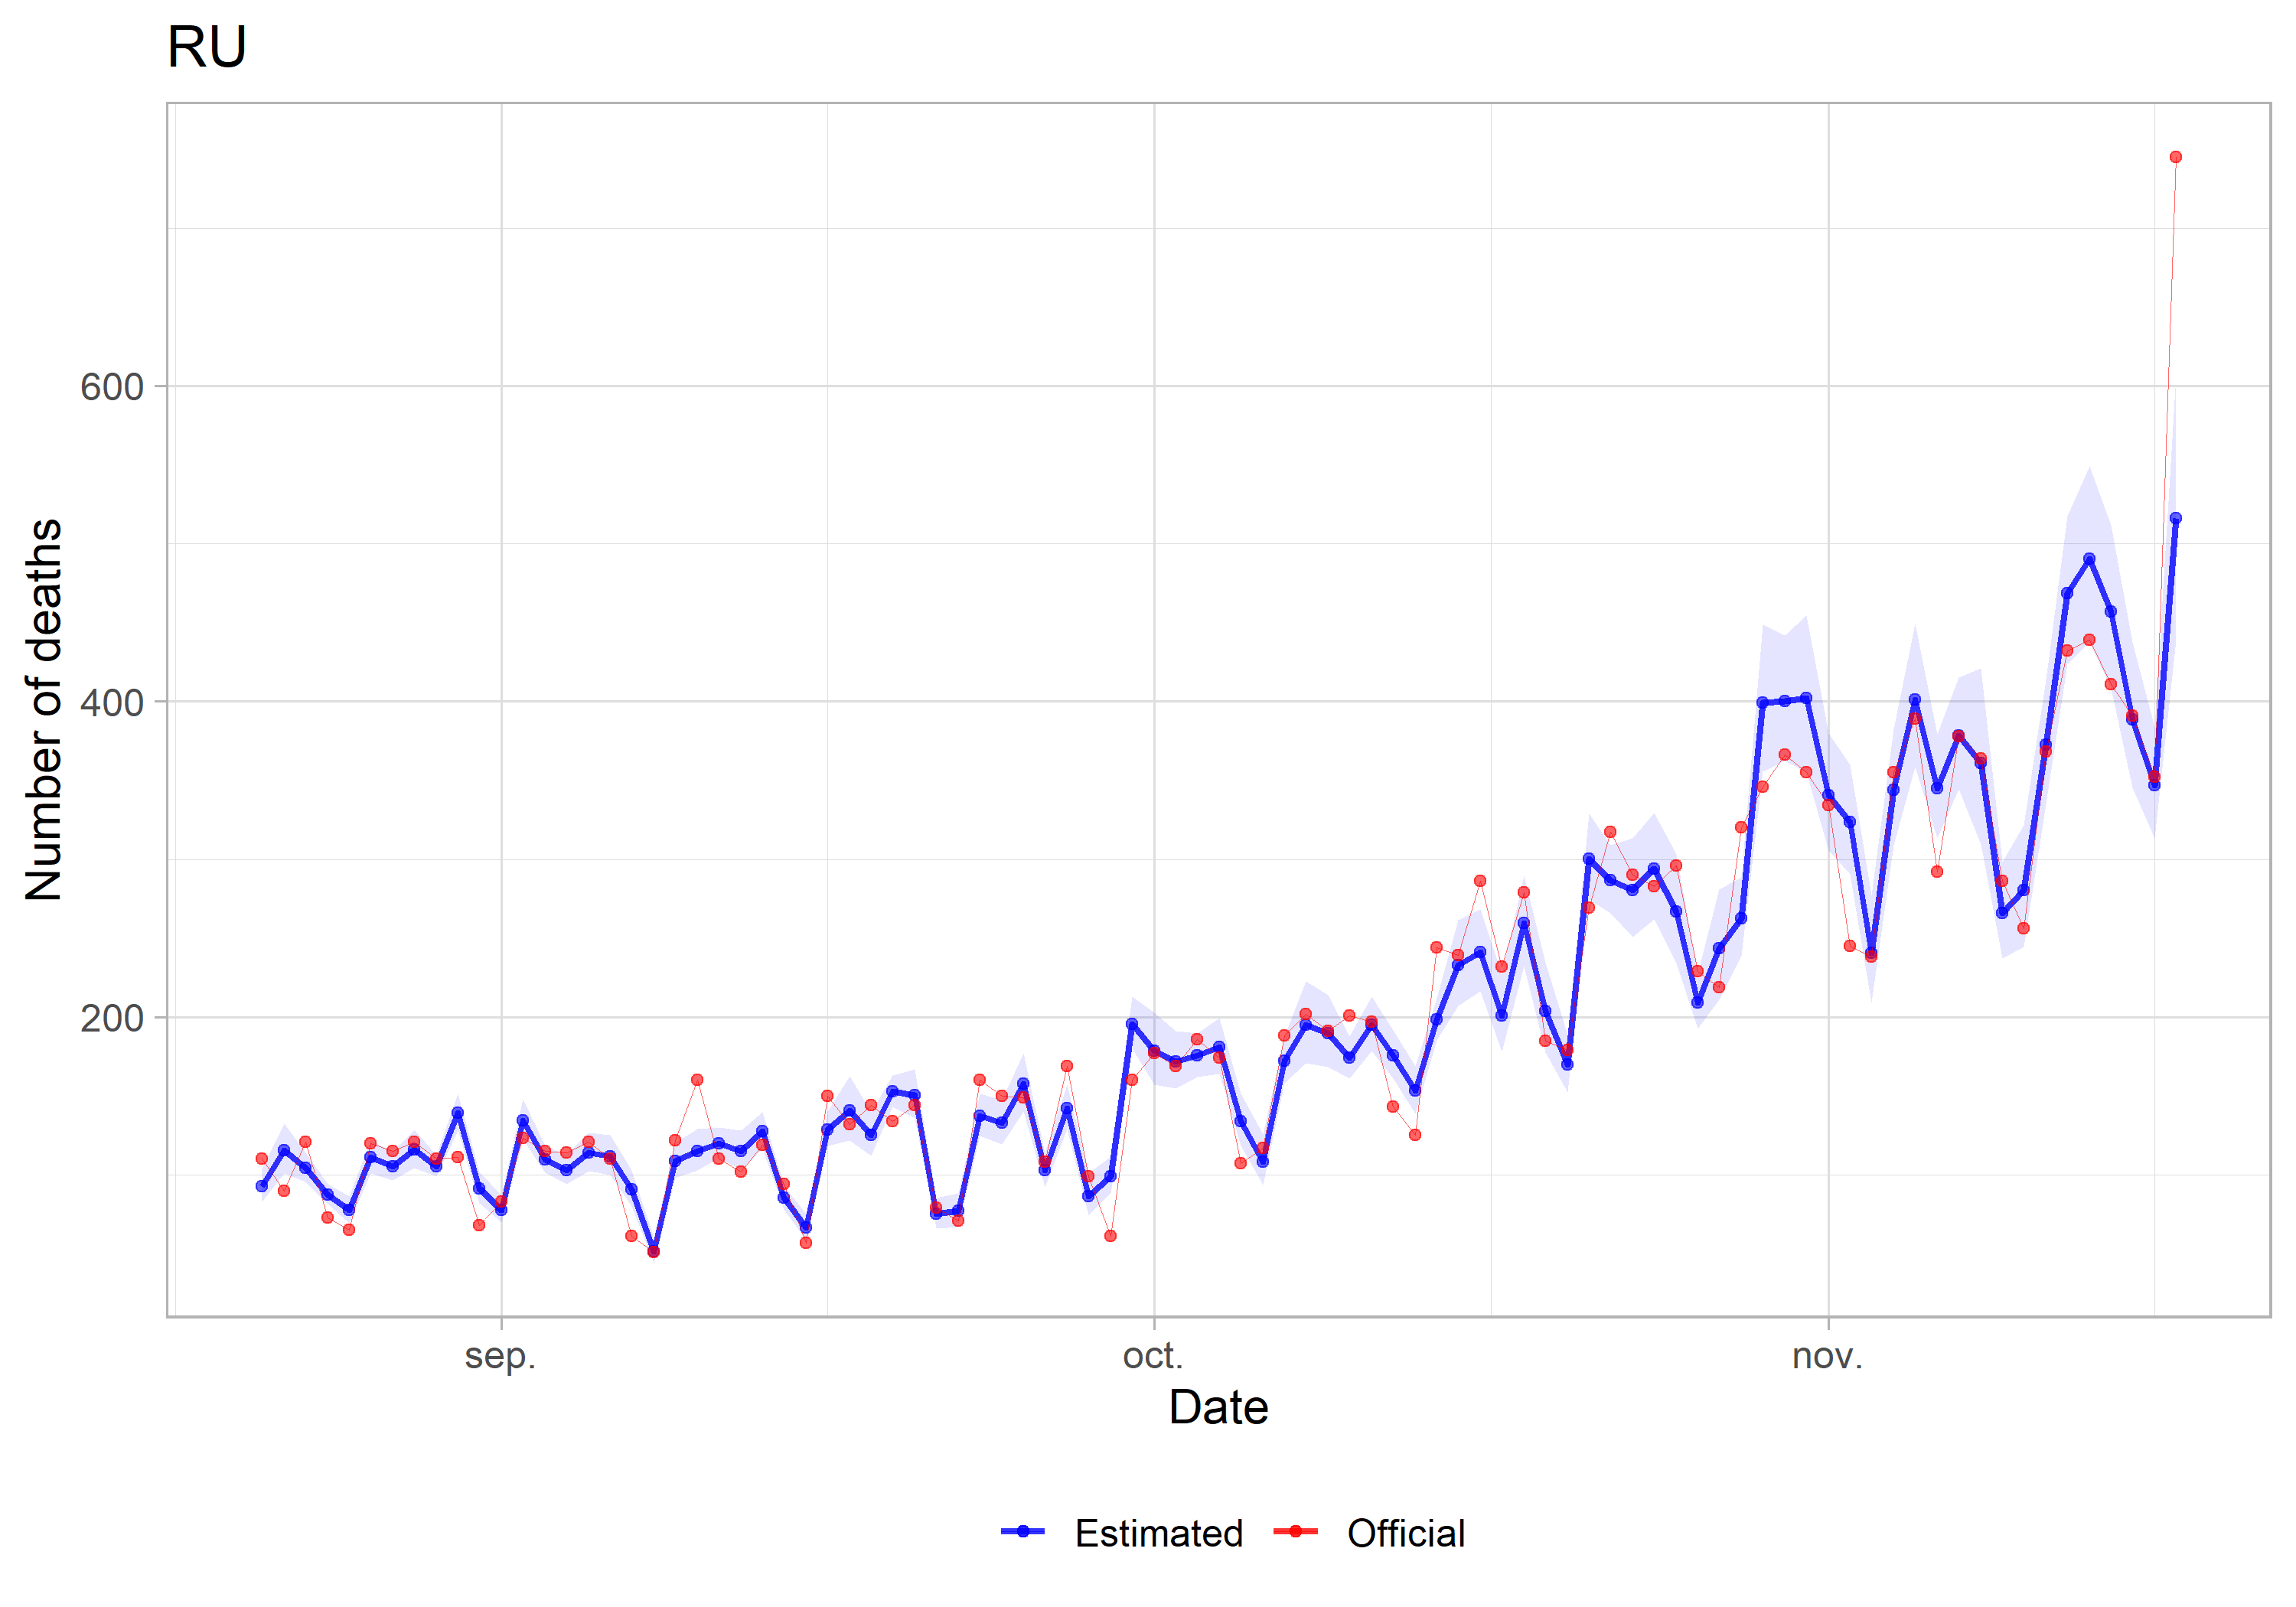 RU
Number of deaths
600
400
200
sep. oct. nov.
Date
Estimated Official